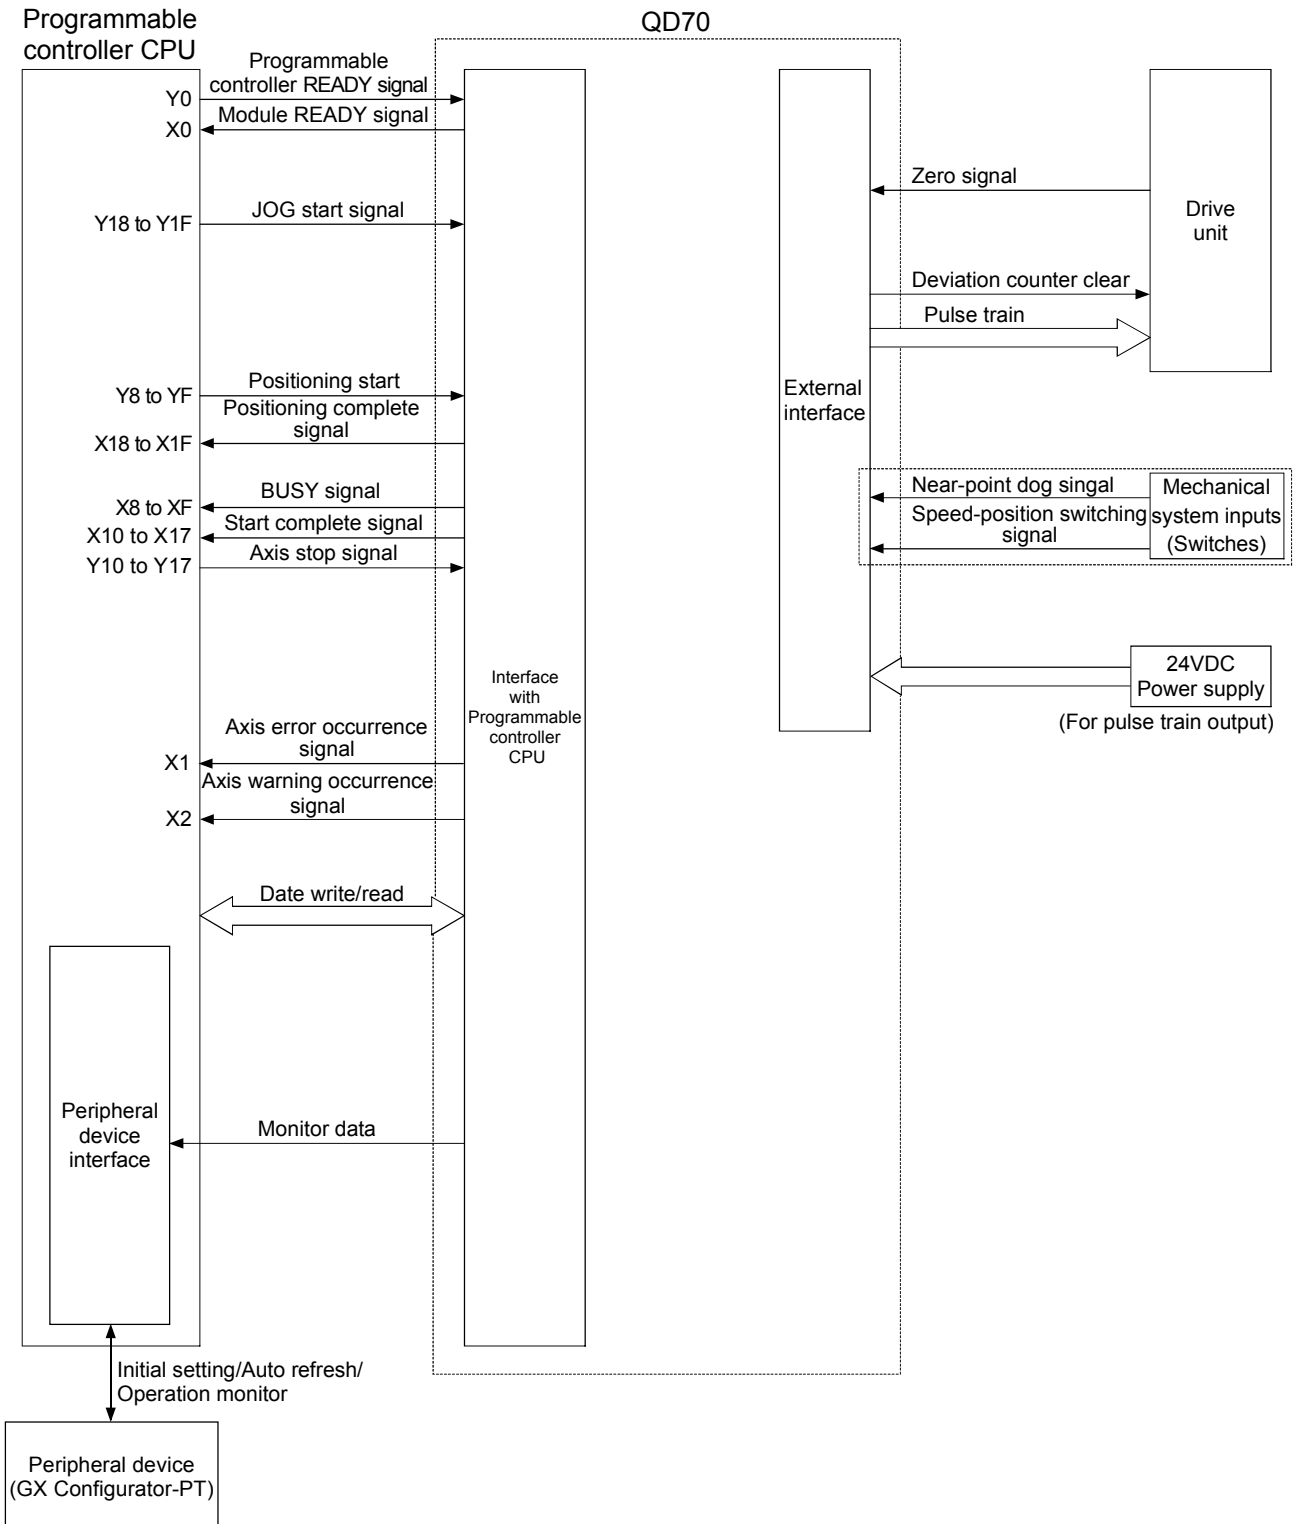 Programmable
controller CPU
QD70
Programmable
controller READY signal
Y0
Module READY signal
X0
JOG start signal
Y18 to Y1F
Positioning start
Y8 to YF
Positioning complete
signal
X18 to X1F
BUSY signal
X8 to XF
Start complete signal
X10 to X17
Axis stop signal
Y10 to Y17
Axis error occurrence
signal
X1
Axis warning occurrence
signal
X2
Date write/read
Monitor data
Peripheral
device
interface
Initial setting/Auto refresh/
Operation monitor
Peripheral device
(GX Configurator-PT)
Interface
with
Programmable
controller
CPU
External
interface
Zero signal
Deviation counter clear
Pulse train
Drive
unit
Near-point dog singal
Speed-position switching
signal
Mechanical
system inputs
(Switches)
24VDC
Power supply
(For pulse train output)